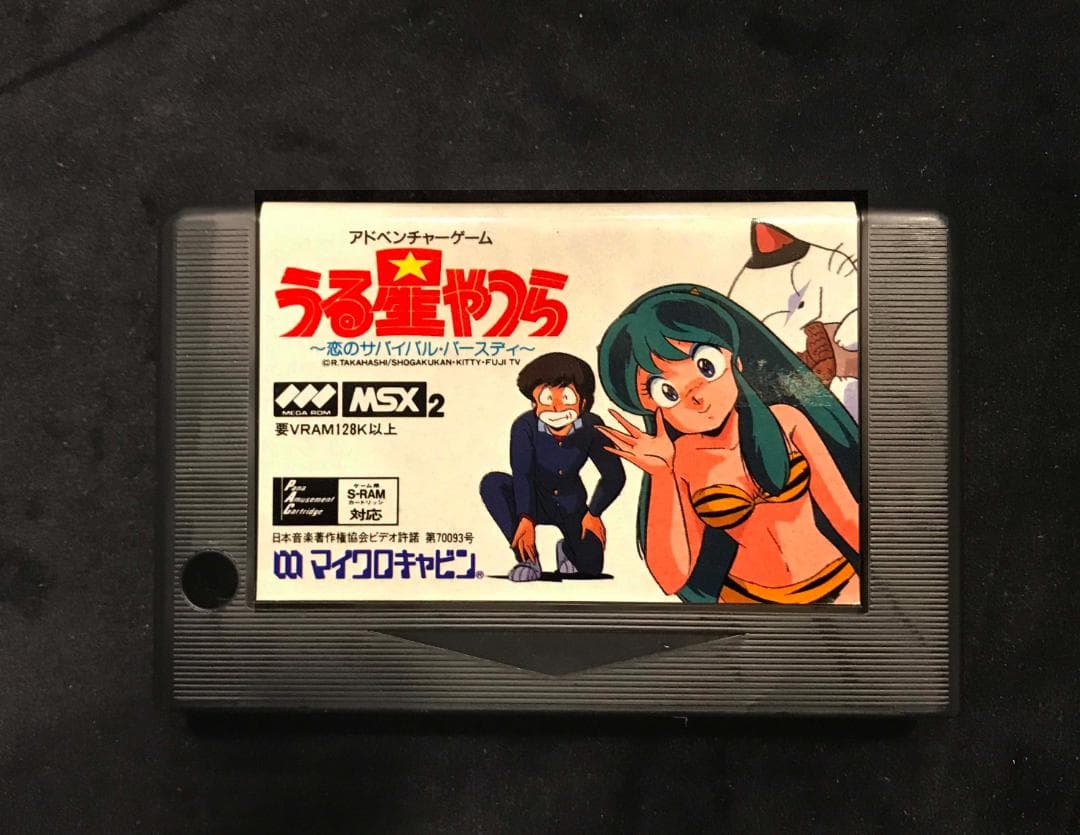 アドベンチャーゲーム
うる星やつら
～恋のサバイバル・バースディ～
©R.TAKAHASHI/SHOGAKUKAN・KITTY・FUJI TV
MEGA ROM
MSX2
要VRAM128K以上
Pana
Amusement
Cartridge
ゲーム用
S-RAM
カートリッジ
対応
日本音楽著作権協会ビデオ許諾 第70093号
マイクロキャビン®